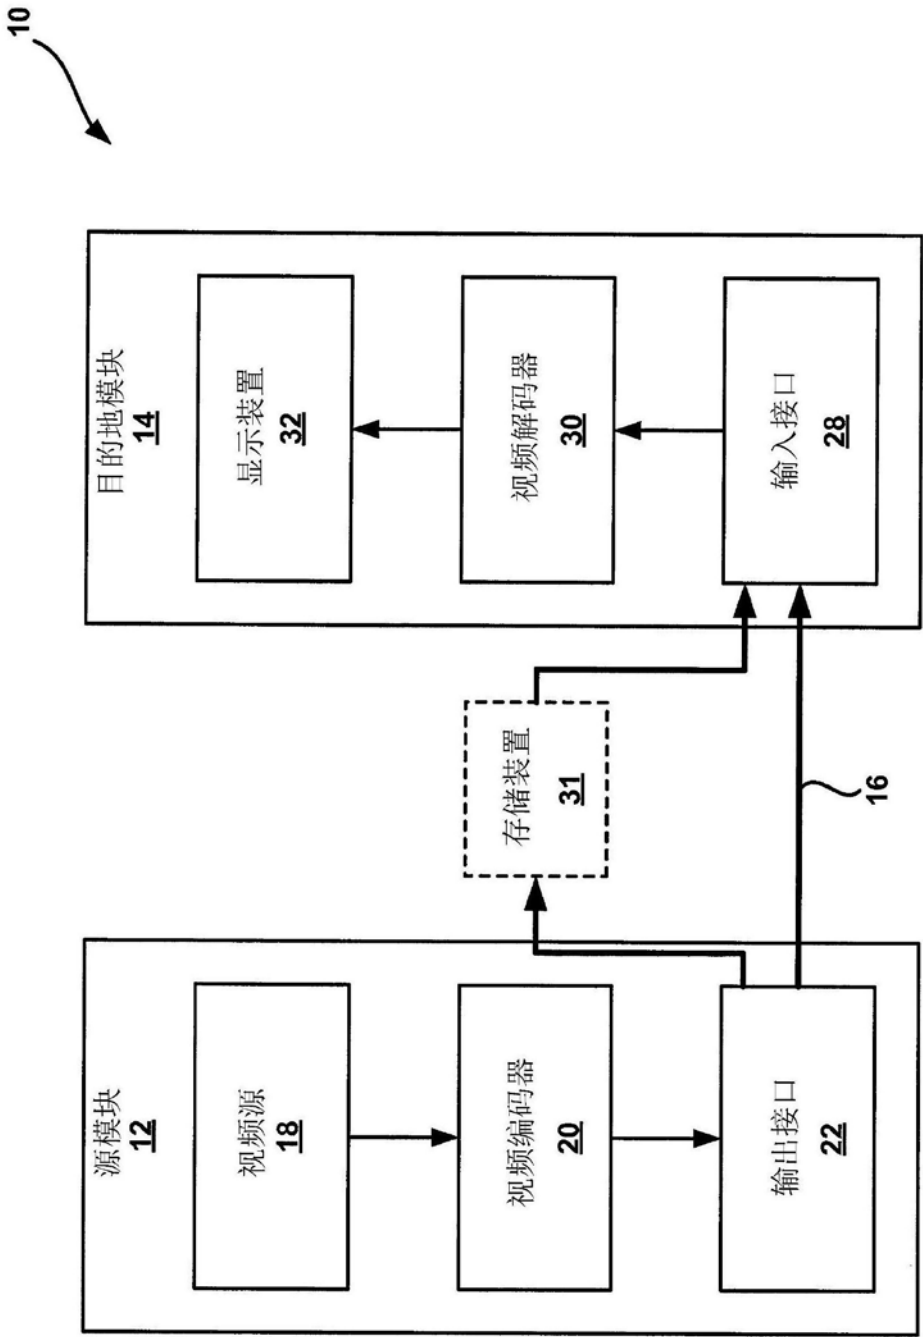 10
源模块
12
视频源
18
视频编码器
20
输出接口
22
存储装置
31
16
目的地模块
14
显示装置
32
视频解码器
30
输入接口
28